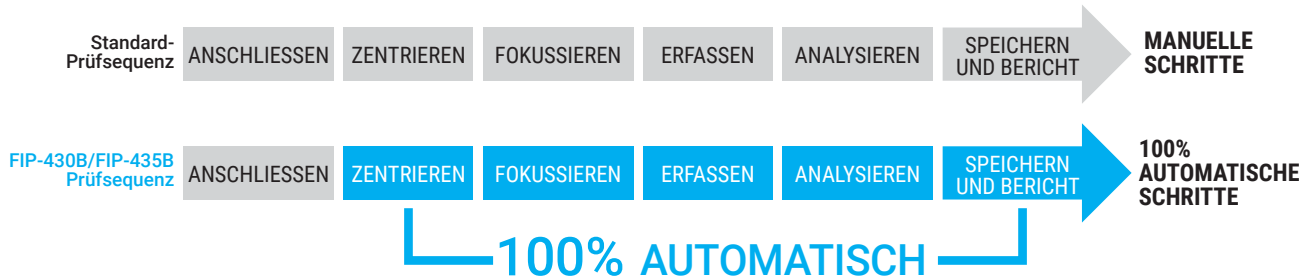 Standard-
Prüfsequenz
ANSCHLIESSEN
ZENTRIEREN
FOKUSSIEREN
ERFASSEN
ANALYSIEREN
SPEICHERN
UND BERICHT
MANUELLE
SCHRITTE
FIP-430B/FIP-435B
Prüfsequenz
ANSCHLIESSEN
ZENTRIEREN
FOKUSSIEREN
ERFASSEN
ANALYSIEREN
SPEICHERN
UND BERICHT
100%
AUTOMATISCHE
SCHRITTE
100% AUTOMATISCH